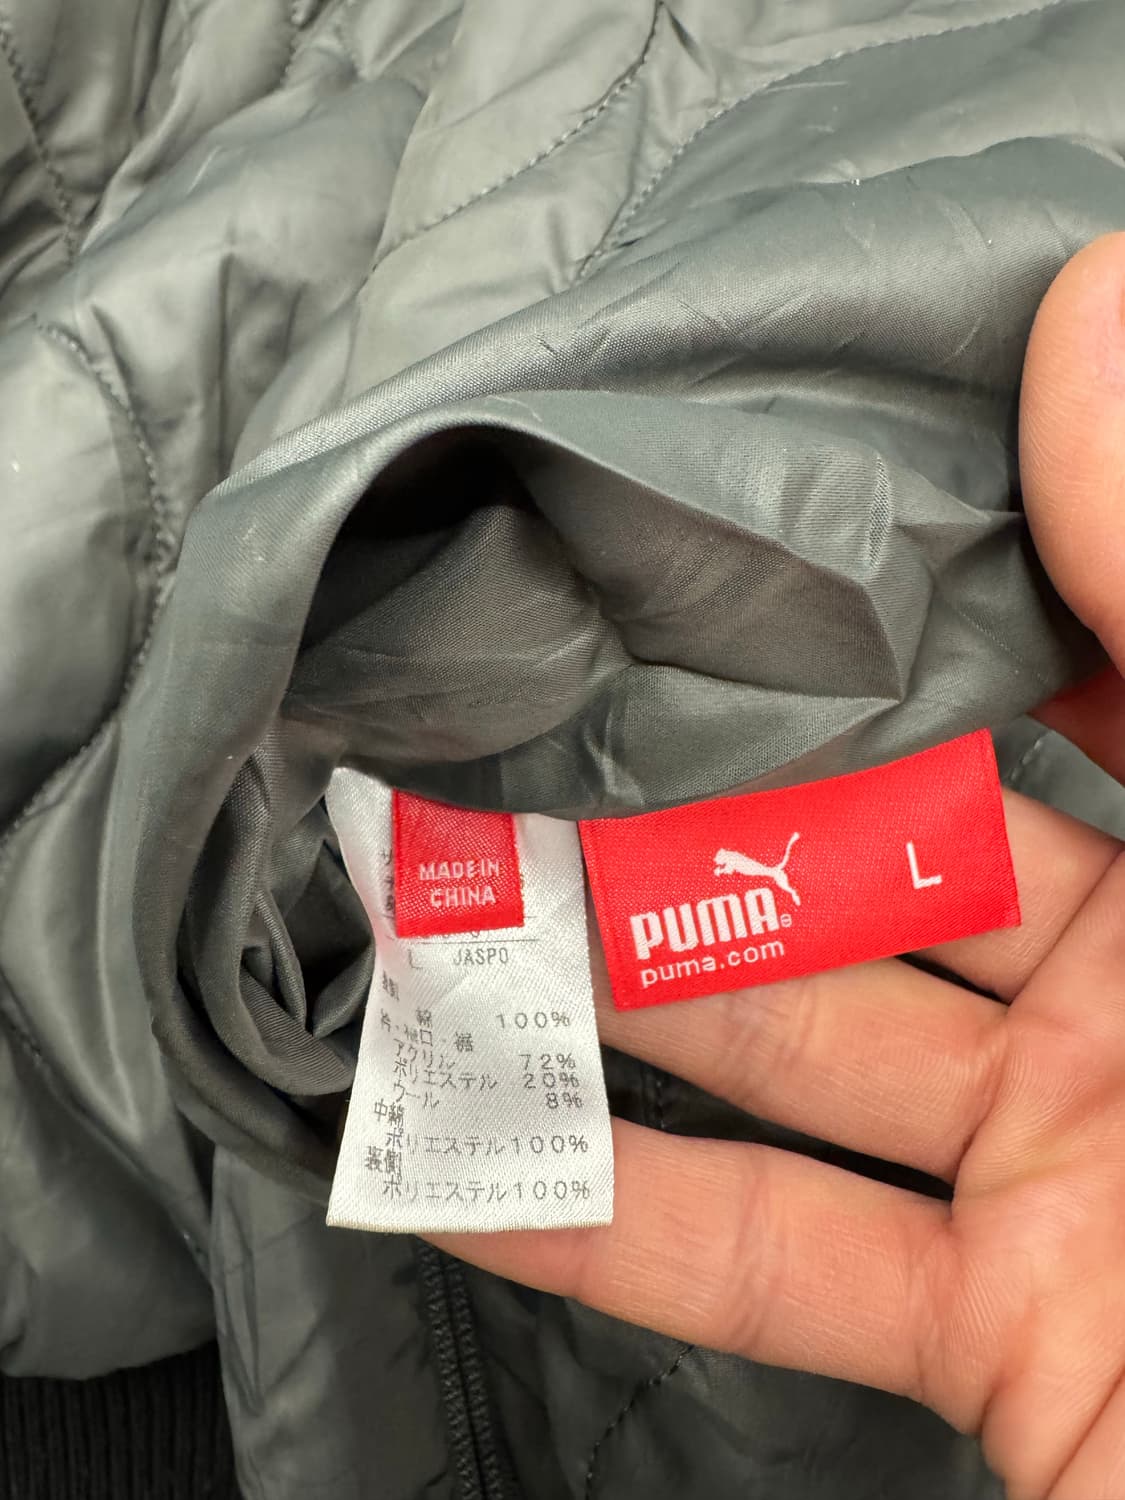 MADE IN
CHINA
L JASPO
表側
綿 100%
衿・袖口・裾
アクリル 72%
ポリエステル 20%
ウール 8%
中綿
ポリエステル100%
裏側
ポリエステル100%
PUMA®
puma.com
L